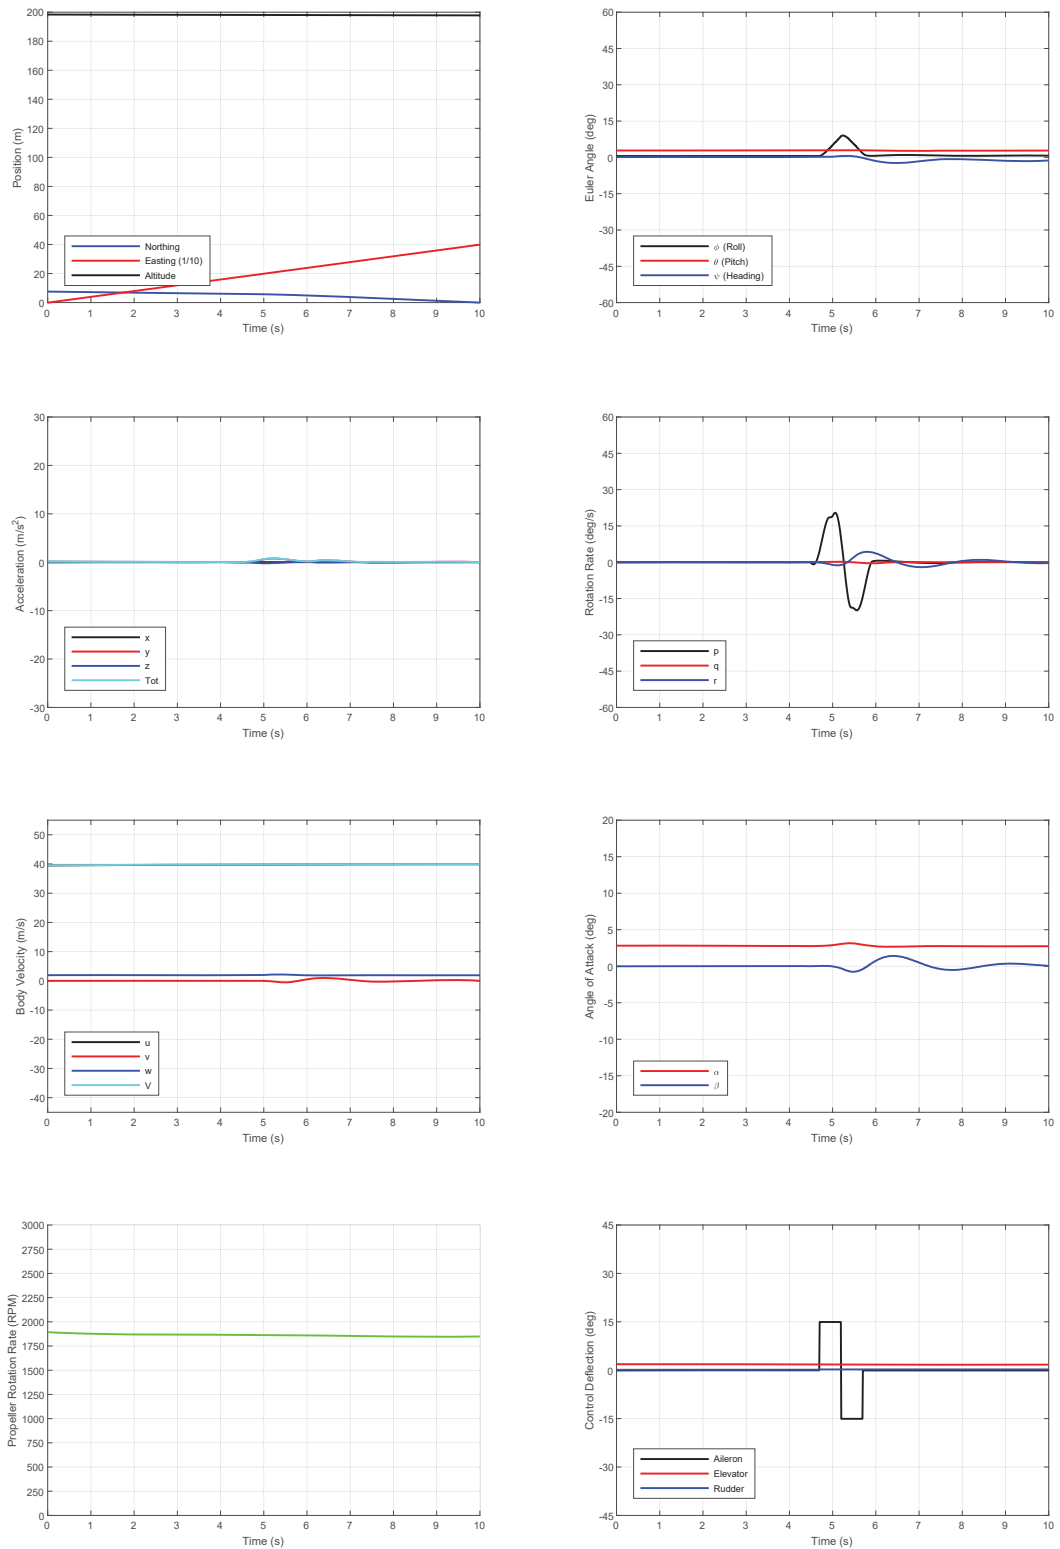 200
180
160
140
120
100
80
60
40
20
0
Position (m)
Northing
Easting (1/10)
Altitude
0 1 2 3 4 5 6 7 8 9 10
Time (s)
60
45
30
15
0
-15
-30
-45
-60
Euler Angle (deg)
ϕ (Roll)
θ (Pitch)
ψ (Heading)
0 1 2 3 4 5 6 7 8 9 10
Time (s)
30
20
10
0
-10
-20
-30
Acceleration (m/s²)
x
y
z
Tot
0 1 2 3 4 5 6 7 8 9 10
Time (s)
60
45
30
15
0
-15
-30
-45
-60
Rotation Rate (deg/s)
p
q
r
0 1 2 3 4 5 6 7 8 9 10
Time (s)
50
40
30
20
10
0
-10
-20
-30
-40
Body Velocity (m/s)
u
v
w
V
0 1 2 3 4 5 6 7 8 9 10
Time (s)
20
15
10
5
0
-5
-10
-15
-20
Angle of Attack (deg)
α
β
0 1 2 3 4 5 6 7 8 9 10
Time (s)
3000
2750
2500
2250
2000
1750
1500
1250
1000
750
500
250
0
Propeller Rotation Rate (RPM)
0 1 2 3 4 5 6 7 8 9 10
Time (s)
45
30
15
0
-15
-30
-45
Control Deflection (deg)
Aileron
Elevator
Rudder
0 1 2 3 4 5 6 7 8 9 10
Time (s)